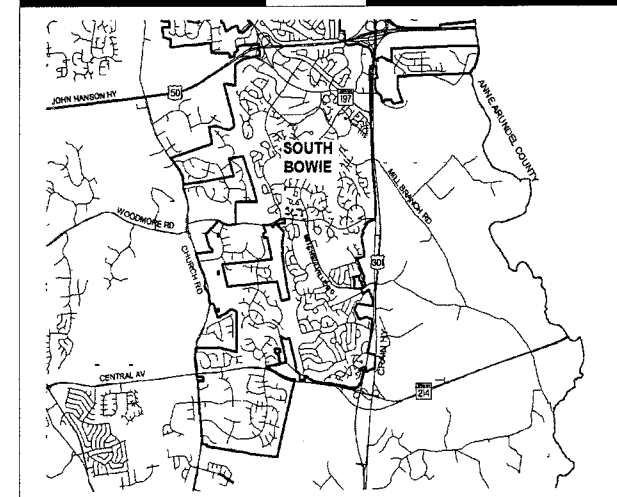 JOHN HANSON HY
50
197
ANNE ARUNDEL COUNTY
SOUTH
BOWIE
MILL BRANCH RD
WOODMORE RD
CHURCH RD
301
CRAIN HY
CENTRAL AV
214